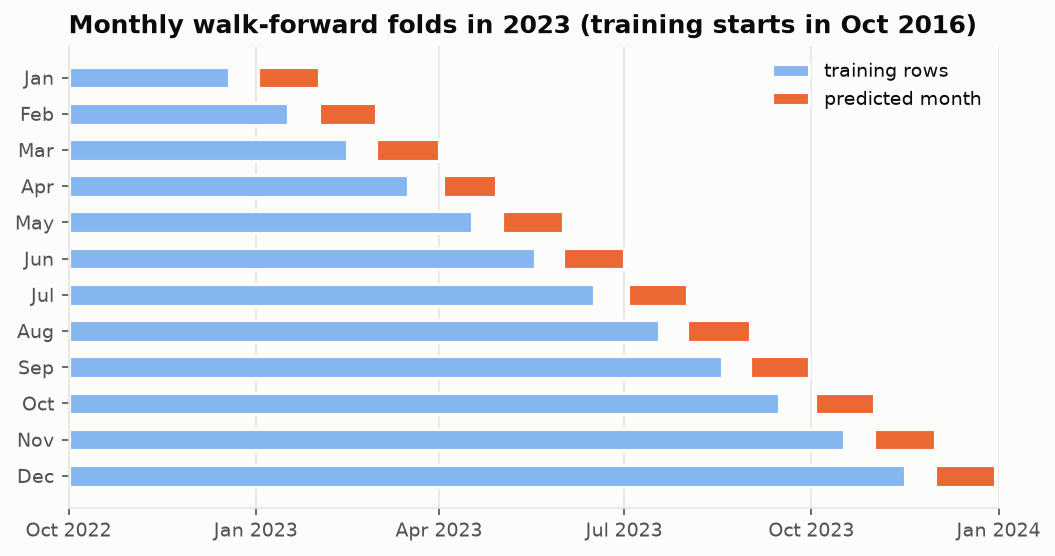 Monthly walk-forward folds in 2023 (training starts in Oct 2016)
training rows
predicted month
Jan
Feb
Mar
Apr
May
Jun
Jul
Aug
Sep
Oct
Nov
Dec
Oct 2022 Jan 2023 Apr 2023 Jul 2023 Oct 2023 Jan 2024